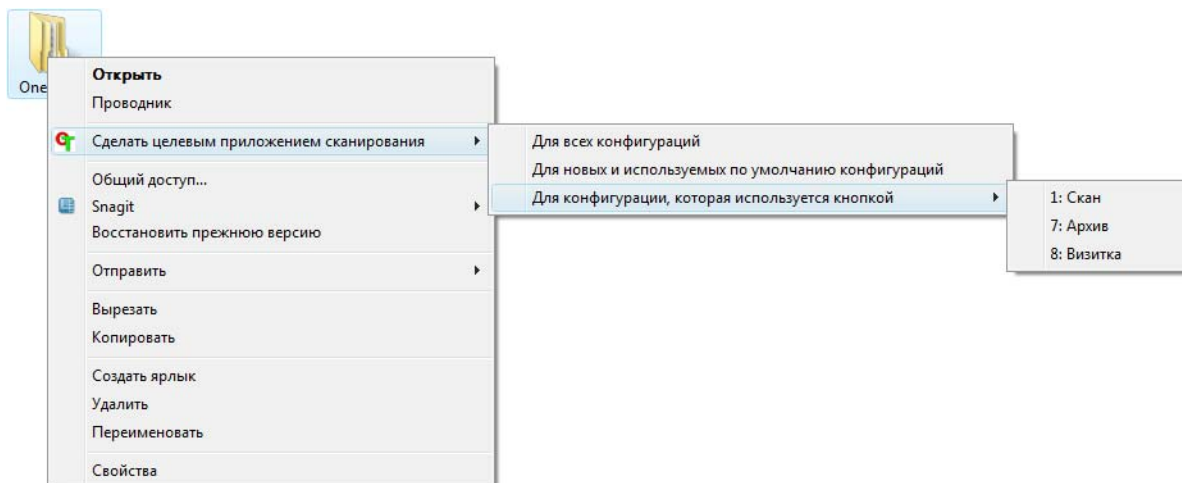 One
Открыть
Проводник
Сделать целевым приложением сканирования
Общий доступ...
Snagit
Восстановить прежнюю версию
Отправить
Вырезать
Копировать
Создать ярлык
Удалить
Переименовать
Свойства
Для всех конфигураций
Для новых и используемых по умолчанию конфигураций
Для конфигурации, которая используется кнопкой
1: Скан
7: Архив
8: Визитка